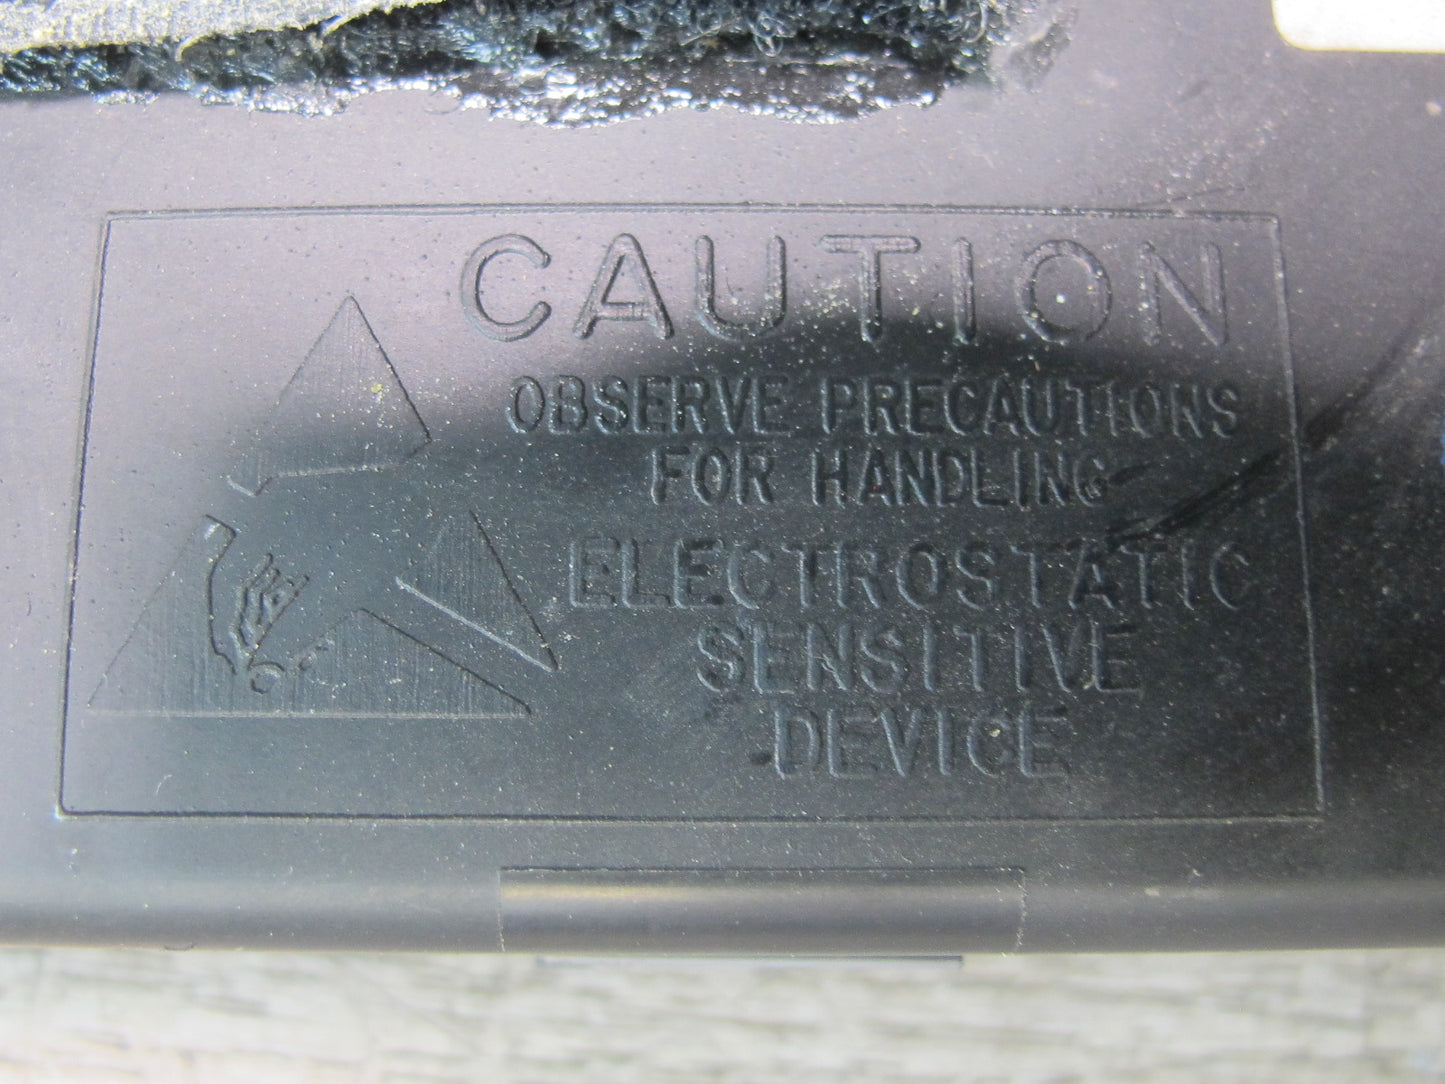 CAUTION
OBSERVE PRECAUTIONS
FOR HANDLING
ELECTROSTATIC
SENSITIVE
DEVICE